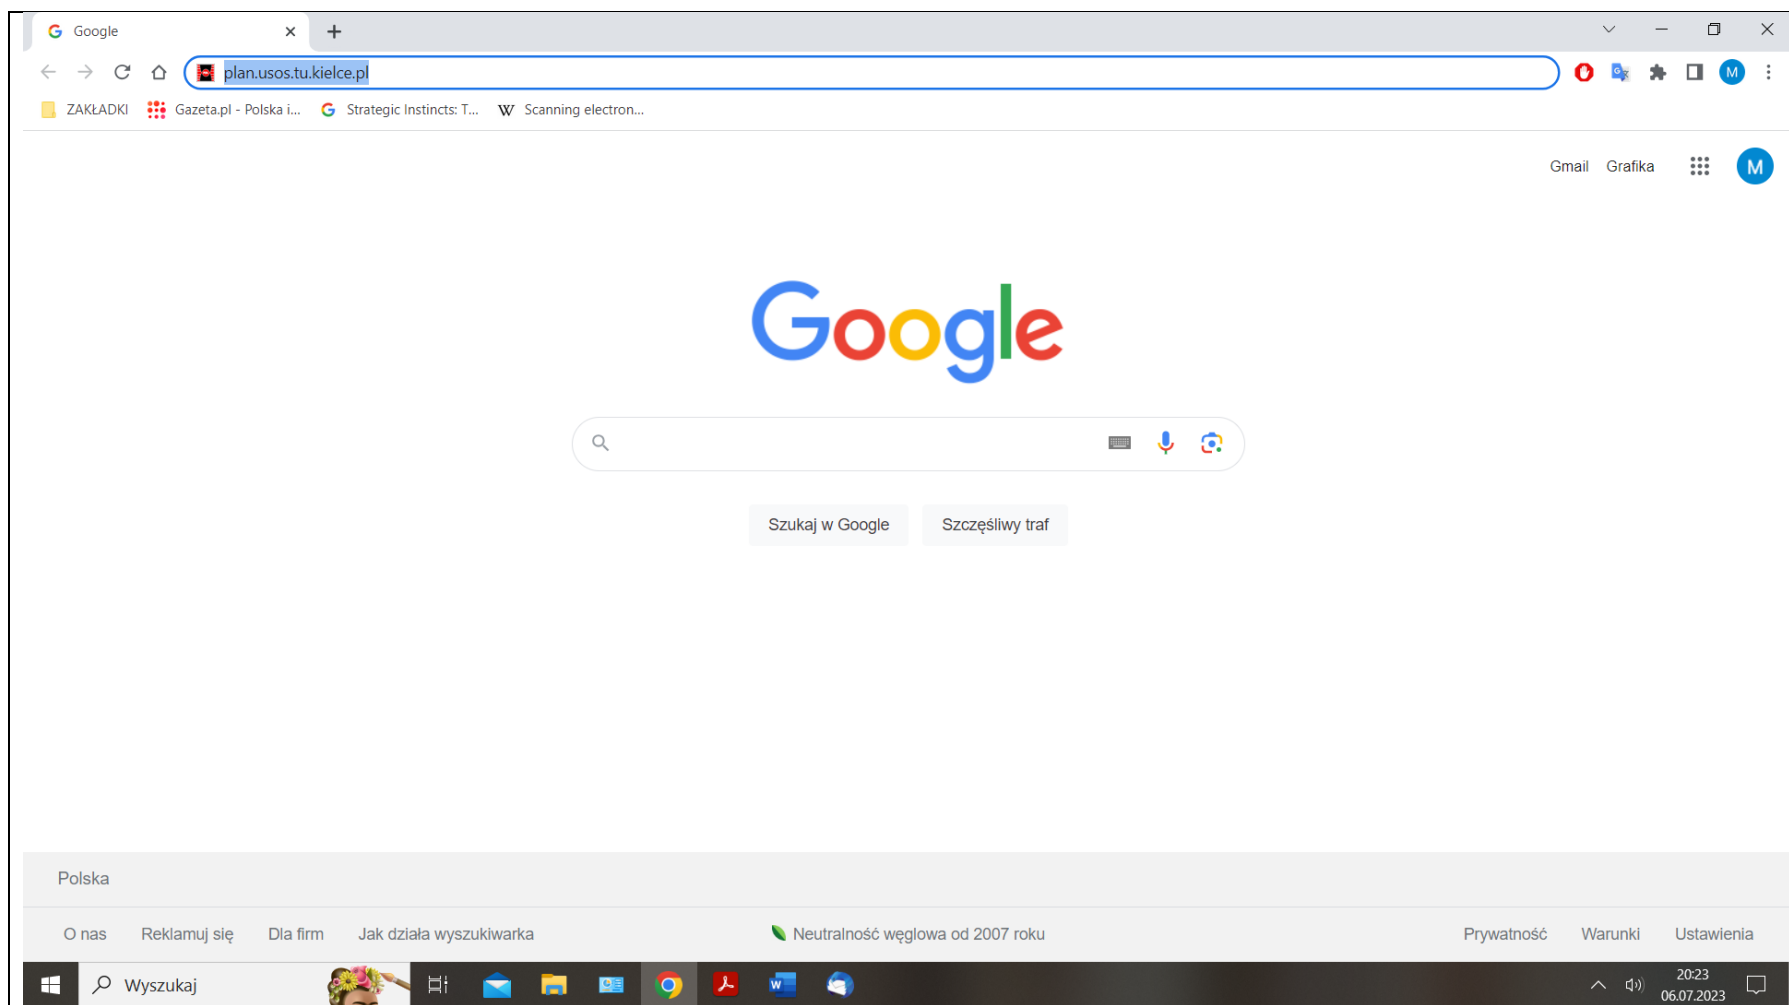 Google
plan.usos.tu.kielce.pl
M
ZAKŁADKI Gazeta.pl - Polska i... Strategic Instincts: T... W Scanning electron...
Gmail Grafika M
Google
Szukaj w Google Szczęśliwy traf
Polska
O nas Reklamuj się Dla firm Jak działa wyszukiwarka Neutralność węglowa od 2007 roku Prywatność Warunki Ustawienia
Wyszukaj 20:23
06.07.2023